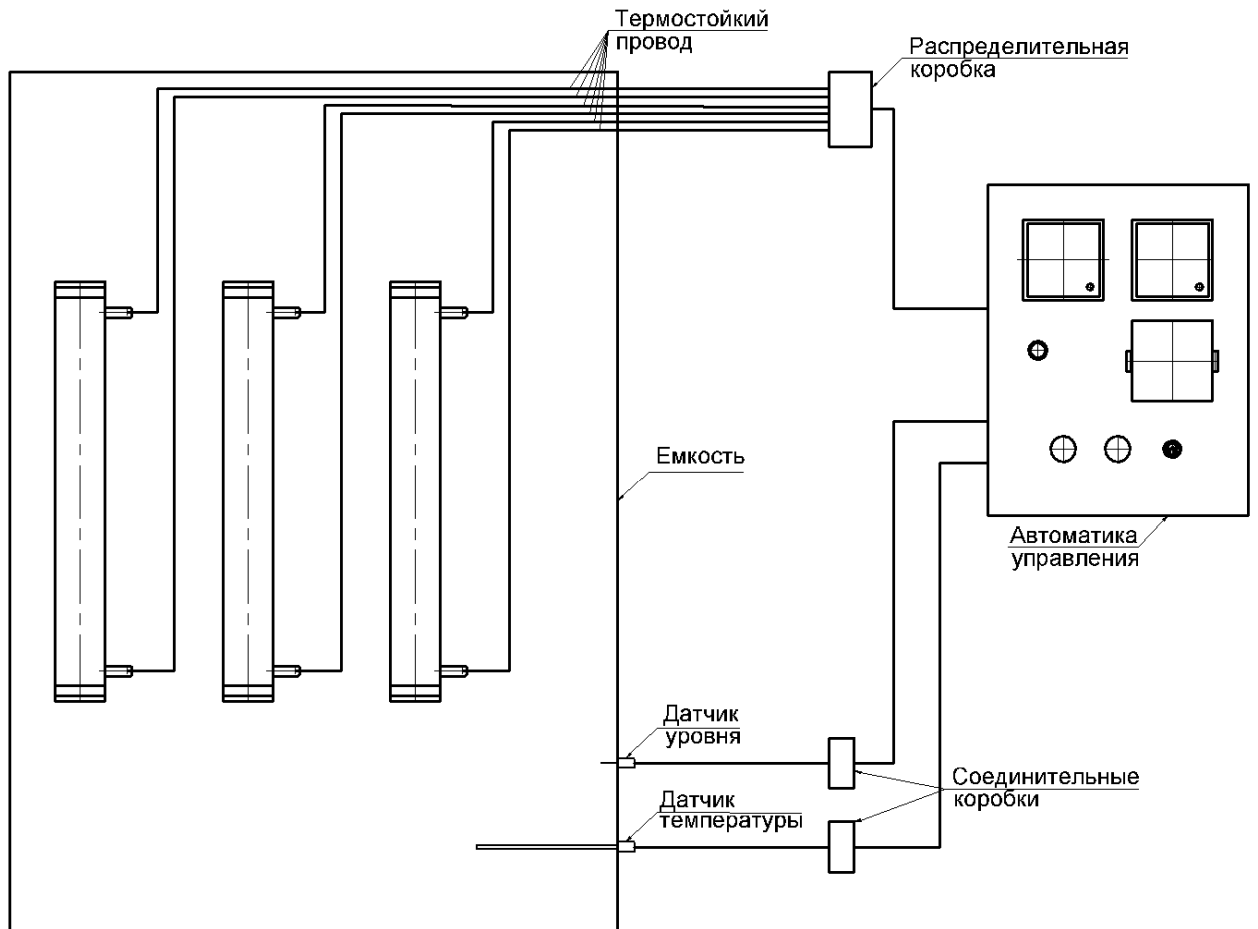 Термостойкий
провод
Распределительная
коробка
Емкость
Автоматика
управления
Датчик
уровня
Соединительные
коробки
Датчик
температуры